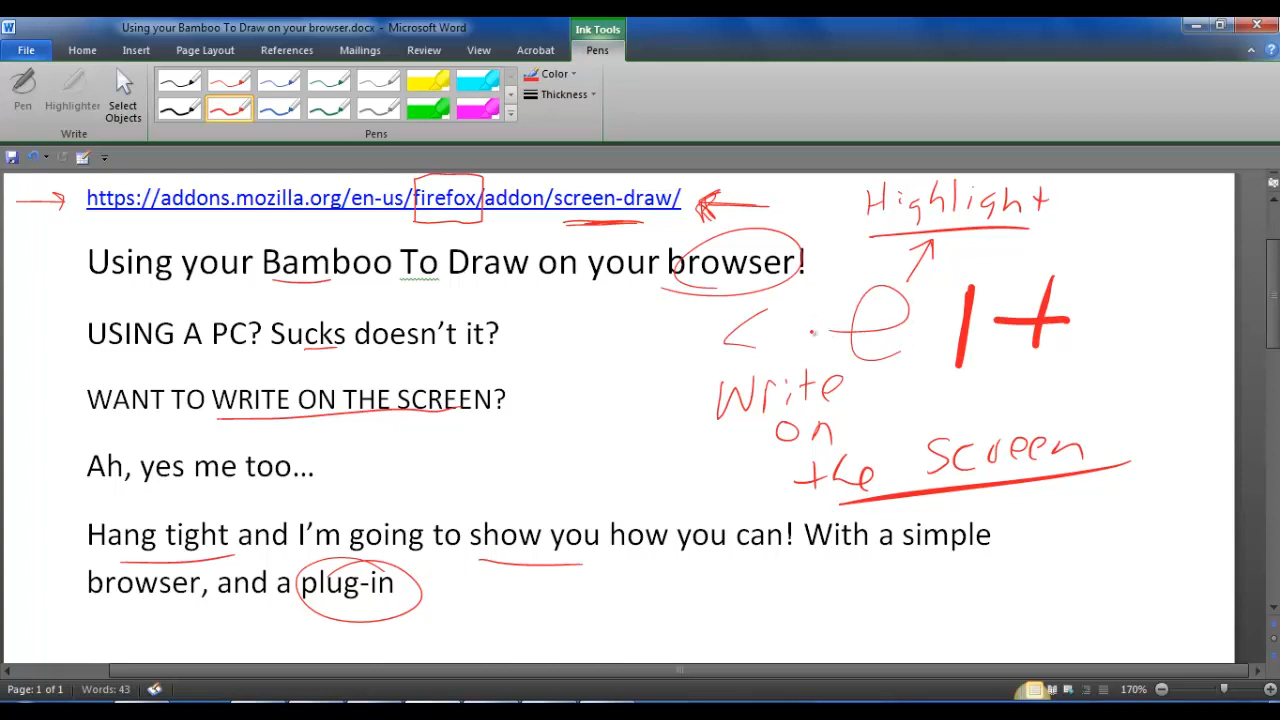 Using your Bamboo To Draw on your browser.docx - Microsoft Word
Ink Tools
File Home Insert Page Layout References Mailings Review View Acrobat Pens
Pen Highlighter Select Objects
Color
Thickness
Write
Pens
https://addons.mozilla.org/en-us/firefox/addon/screen-draw/
Highlight
Using your Bamboo To Draw on your browser!
< . e 1+
USING A PC? Sucks doesn’t it?
WANT TO WRITE ON THE SCREEN?
Write
on
the screen
Ah, yes me too...
Hang tight and I’m going to show you how you can! With a simple
browser, and a plug-in
Page: 1 of 1 Words: 43 170%